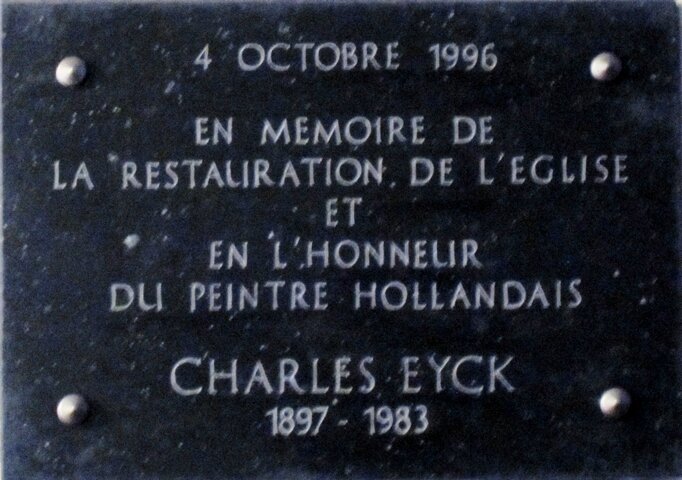 4 OCTOBRE 1996
EN MEMOIRE DE
LA RESTAURATION DE L'EGLISE
ET
EN L'HONNEUR
DU PEINTRE HOLLANDAIS
CHARLES EYCK
1897 - 1983